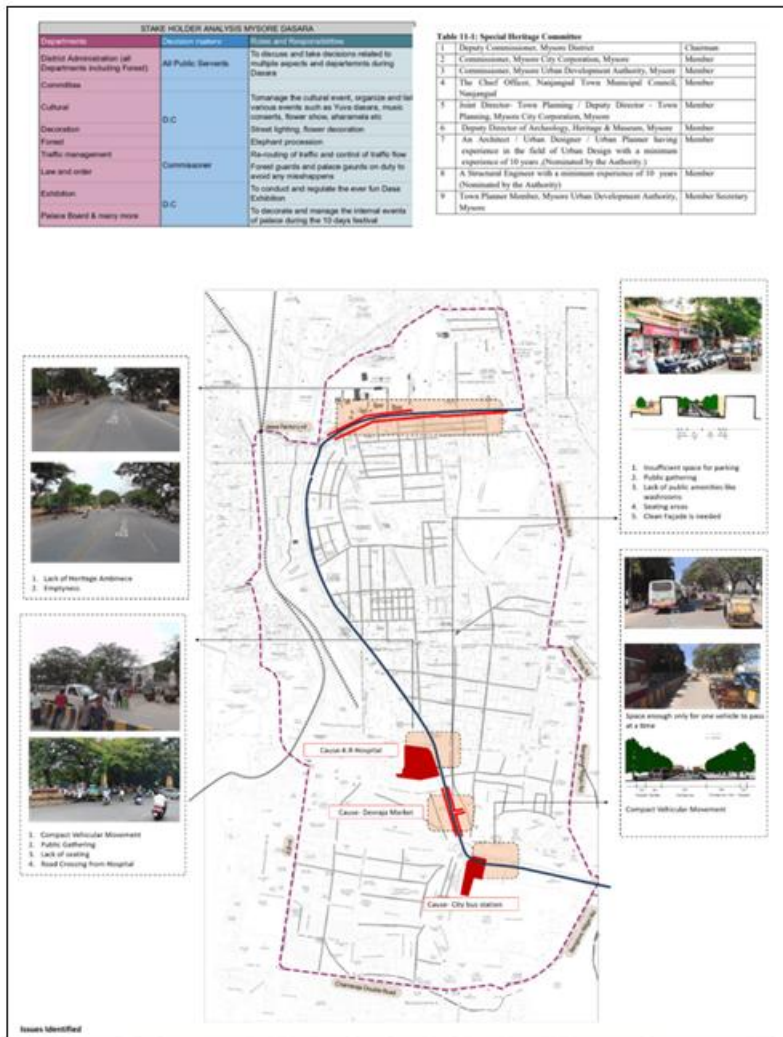 STAKE HOLDER ANALYSIS MYSORE DASARA
Departments Decision makers Roles and Responsibilities
District Administration (all Departments including Forest) All Public Servants To discuss and take decisions related to multiple aspects and departemnts during Dasara
Committee
Cultural D.C Tomanage the cultural event, organize and list various events such as Yuva dasara, music
Decoration Street lighting, flower decoration
Forest Commissioner Elephant procession
Traffic management Re-routing of traffic and control of traffic flow
Law and order Forest guards and palace gaurds on duty to avoid any misshappens
Exhibition D.C To conduct and regulate the ever fun Dasa Exhibition
Palace Board & many more To decorate and manage the internal events of palace during the 10 days festival
Table 11-1: Special Heritage Committee
1 Deputy Commissioner, Mysore District Chairman
2 Commissioner, Mysore City Corporation, Mysore Member
3 Commissioner, Mysore Urban Development Authority, Mysore Member
4 The Chief Officer, Nanjangud Town Municipal Council, Nanjangud Member
5 Joint Director- Town Planning / Deputy Director - Town Planning, Mysore City Corporation, Mysore Member
6 Deputy Director of Archeology, Heritage & Museum, Mysore Member
7 An Architect / Urban Designer / Urban Planner having experience in the field of Urban Design with a minimum experience of 10 years ,(Nominated by the Authority.) Member
8 A Structural Engineer with a minimum experience of 10 years (Nominated by the Authority) Member
9 Town Planner Member, Mysore Urban Development Authority, Mysore Member Secretary
1. Lack of Heritage Ambinece
2. Emptyness
1. Insufficient space for parking
2. Public gathering
3. Lack of public amenities like washrooms
4. Seating areas
5. Clean Façade is needed
1. Compact Vehicular Movement
2. Public Gathering
3. Lack of seating
4. Road Crossing from Hospital
Space enough only for one vehicle to pass
at a time
Compact Vehicular Movement
Cause-K.R Hospital
Cause- Devraja Market
Cause- City bus station
Chamaraja Double Road
Issues Identified